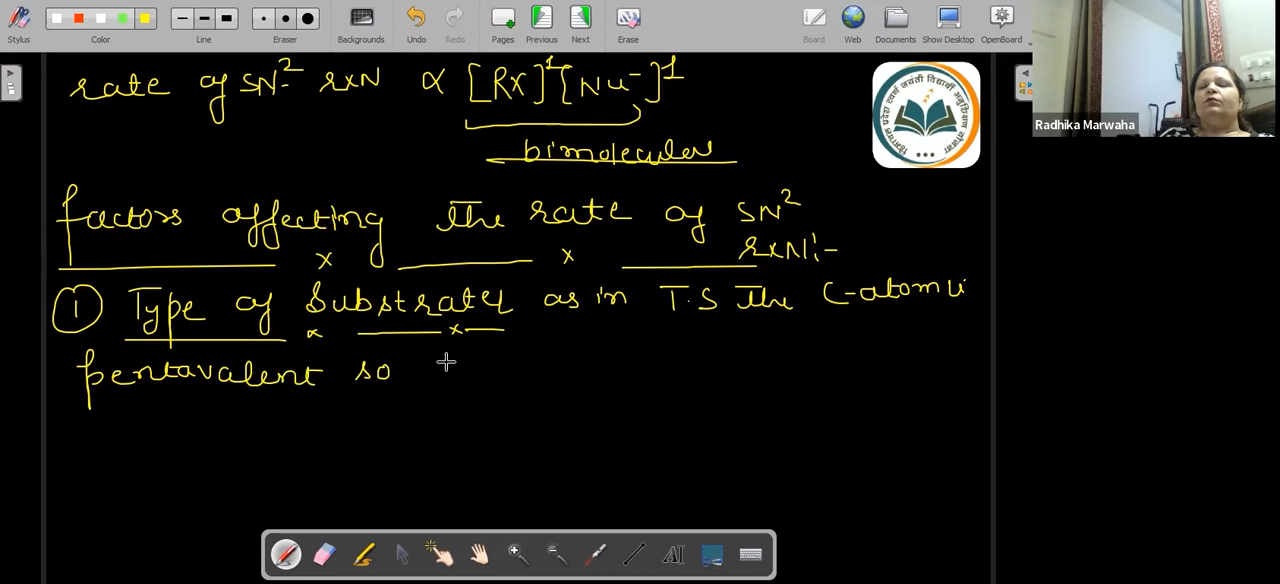 Stylus Color Line Eraser Backgrounds Undo Redo Pages Previous Next Erase Board Web Documents Show Desktop OpenBoard
Radhika Marwaha
rate of SN² rxN ∝ [RX]¹[Nu⁻]¹
bimolecular
factors affecting the rate of SN²
rxN:-
① Type of Substrate as in T.S the C-atom is
pentavalent so
AI